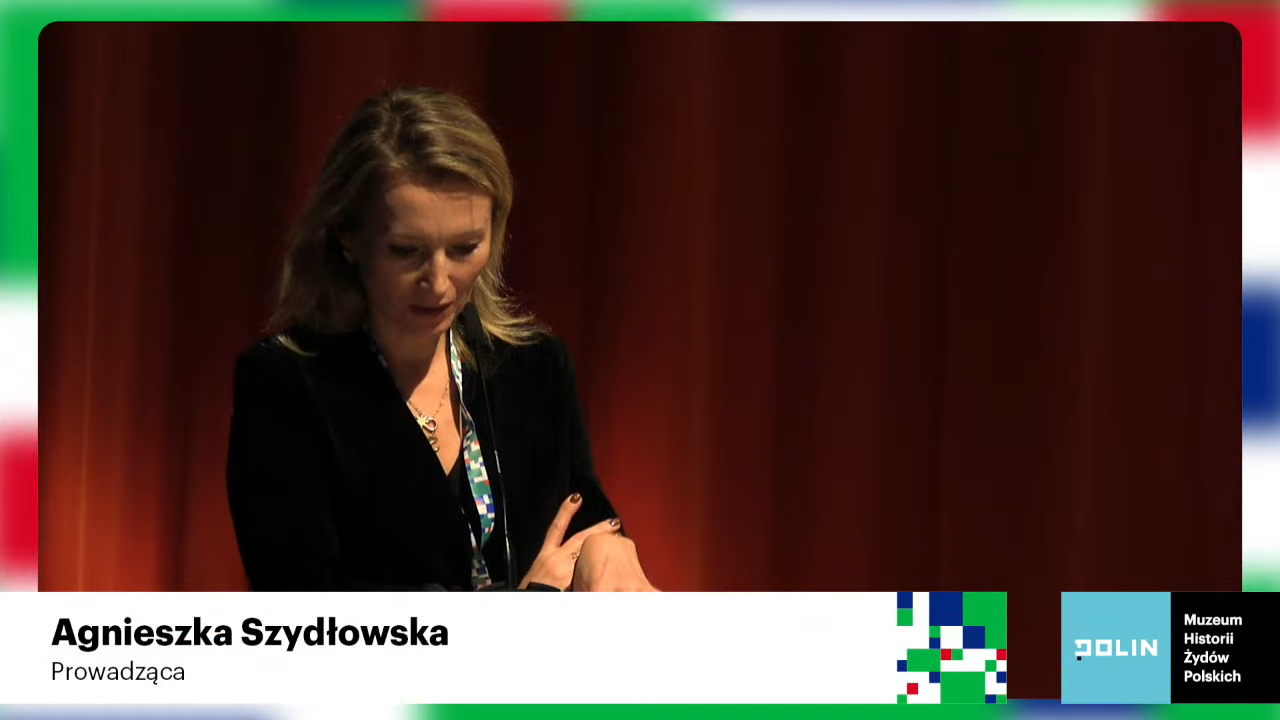 Agnieszka Szydłowska
Prowadząca
POLIN
Muzeum
Historii
Żydów
Polskich